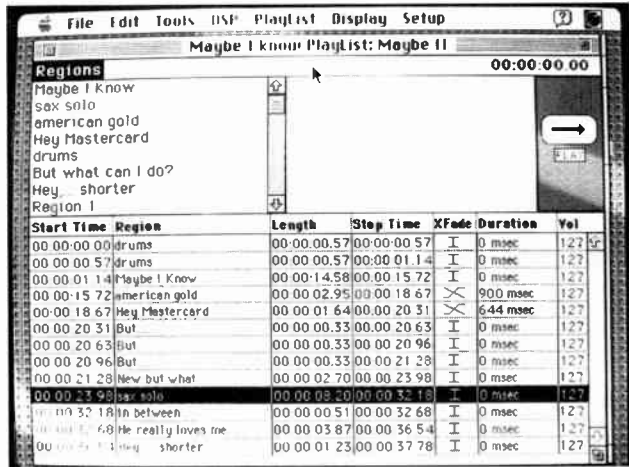 File Edit Tools DSP Playlist Display Setup
Maybe I know PlayList: Maybe II
Regions 00:00:00.00
Maybe I Know
sax solo
american gold
Hey Mastercard
drums
But what can I do?
Hey shorter
Region 1
PLAY
Start Time Region Length Stop Time XFade Duration Vol
00 00:00 00 drums 00:00.00.57 00:00:00 57 0 msec 127
00 00 00 57 drums 00 00 00.57 00:00 01.14 0 msec 127
00 00 01 14 Maybe I Know 00 00:14.58 00.00 15 72 0 msec 127
00 00:15 72 american gold 00 00 02.95 00:00 18 67 900 msec 127
00:00 18 67 Hey Mastercard 00 00 01 64 00.00 20 31 644 msec 127
00 00 20 31 But 00 00 00.33 00.00 20 63 0 msec 127
00 00 20 63 But 00 00 00.33 00 00 20 96 0 msec 127
00 00 20 96 But 00 00 00.33 00 00 21 28 0 msec 127
00 00 21 28 New but what 00 00 02 70 00 00 23 98 0 msec 127
00 00 23 98 sax solo 00 00 08 20 00 00 32 18 0 msec 127
00 32 18 In between 00 00 00 51 00 00 32 68 0 msec 127
68 He really loves me 00 00 03 87 00 00 36 54 0 msec 127
00 shorter 00 00 01 23 00 00 37 78 0 msec 127